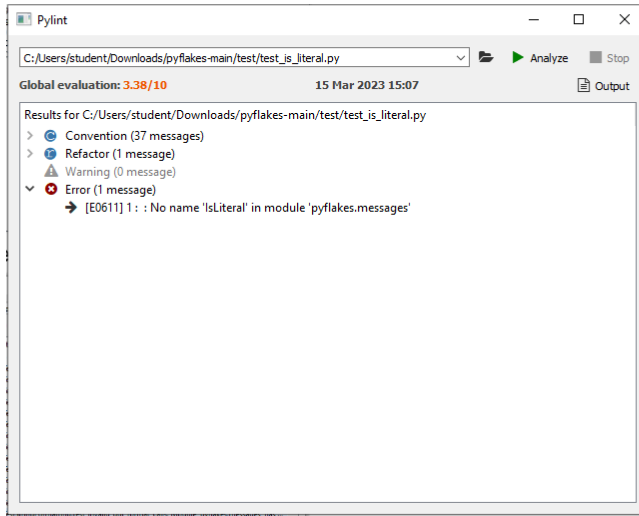 Pylint
C:/Users/student/Downloads/pyflakes-main/test/test_is_literal.py
Analyze
Stop
Global evaluation: 3.38/10
15 Mar 2023 15:07
Output
Results for C:/Users/student/Downloads/pyflakes-main/test/test_is_literal.py
Convention (37 messages)
Refactor (1 message)
Warning (0 message)
Error (1 message)
[E0611] 1 : : No name 'IsLiteral' in module 'pyflakes.messages'